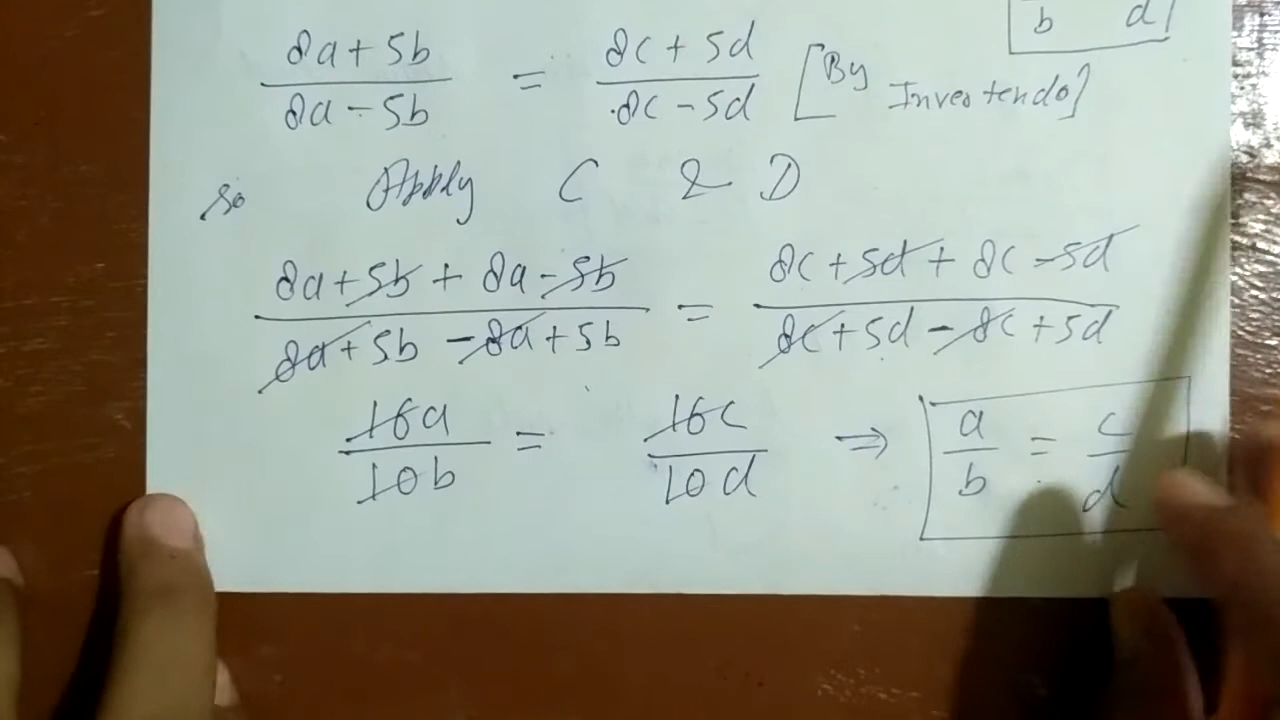 b d
(8a + 5b)/(8a - 5b) = (8c + 5d)/(8c - 5d) [By Invertendo]
so Apply C & D
(8a + 5b + 8a - 5b)/(8a + 5b - 8a + 5b) = (8c + 5d + 8c - 5d)/(8c + 5d - 8c + 5d)
16a/10b = 16c/10d ⇒ a/b = c/d